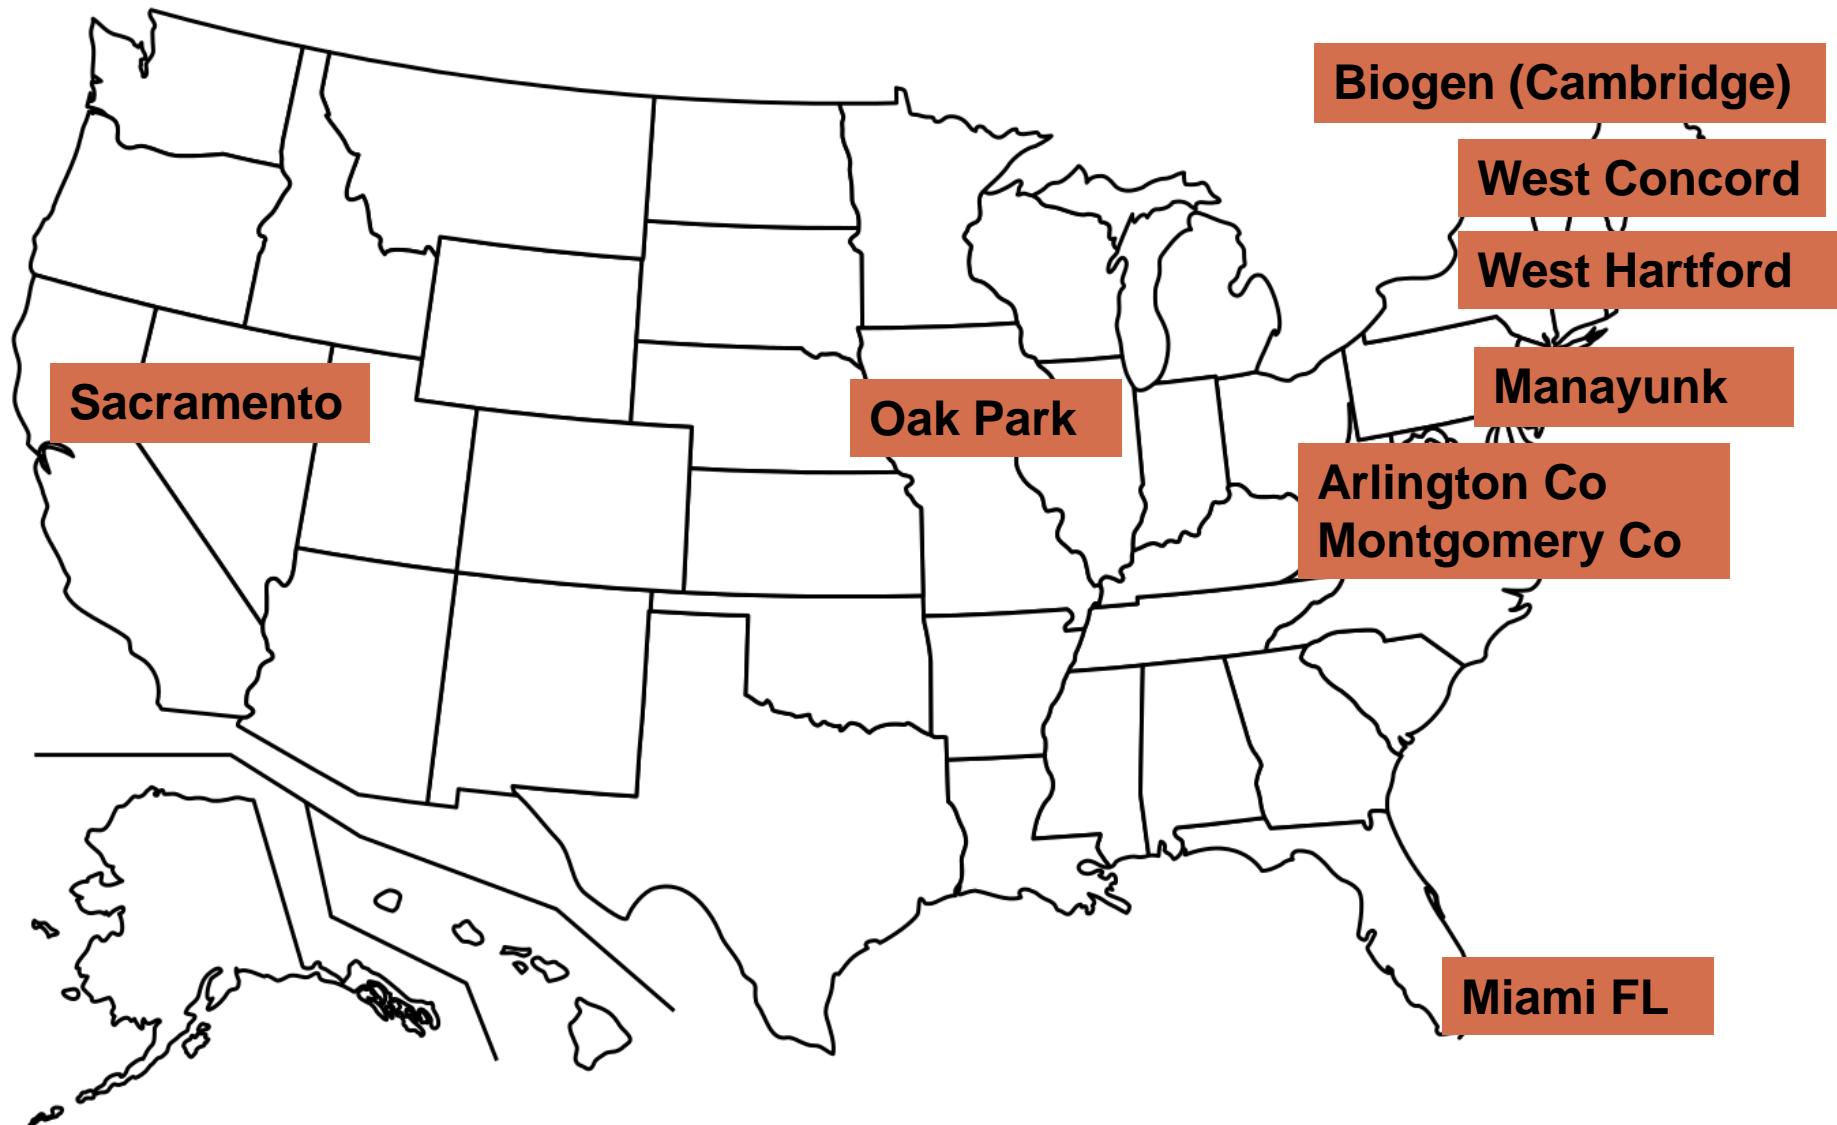 Biogen (Cambridge)
West Concord
West Hartford
Manayunk
Sacramento
Oak Park
Arlington Co
Montgomery Co
Miami FL